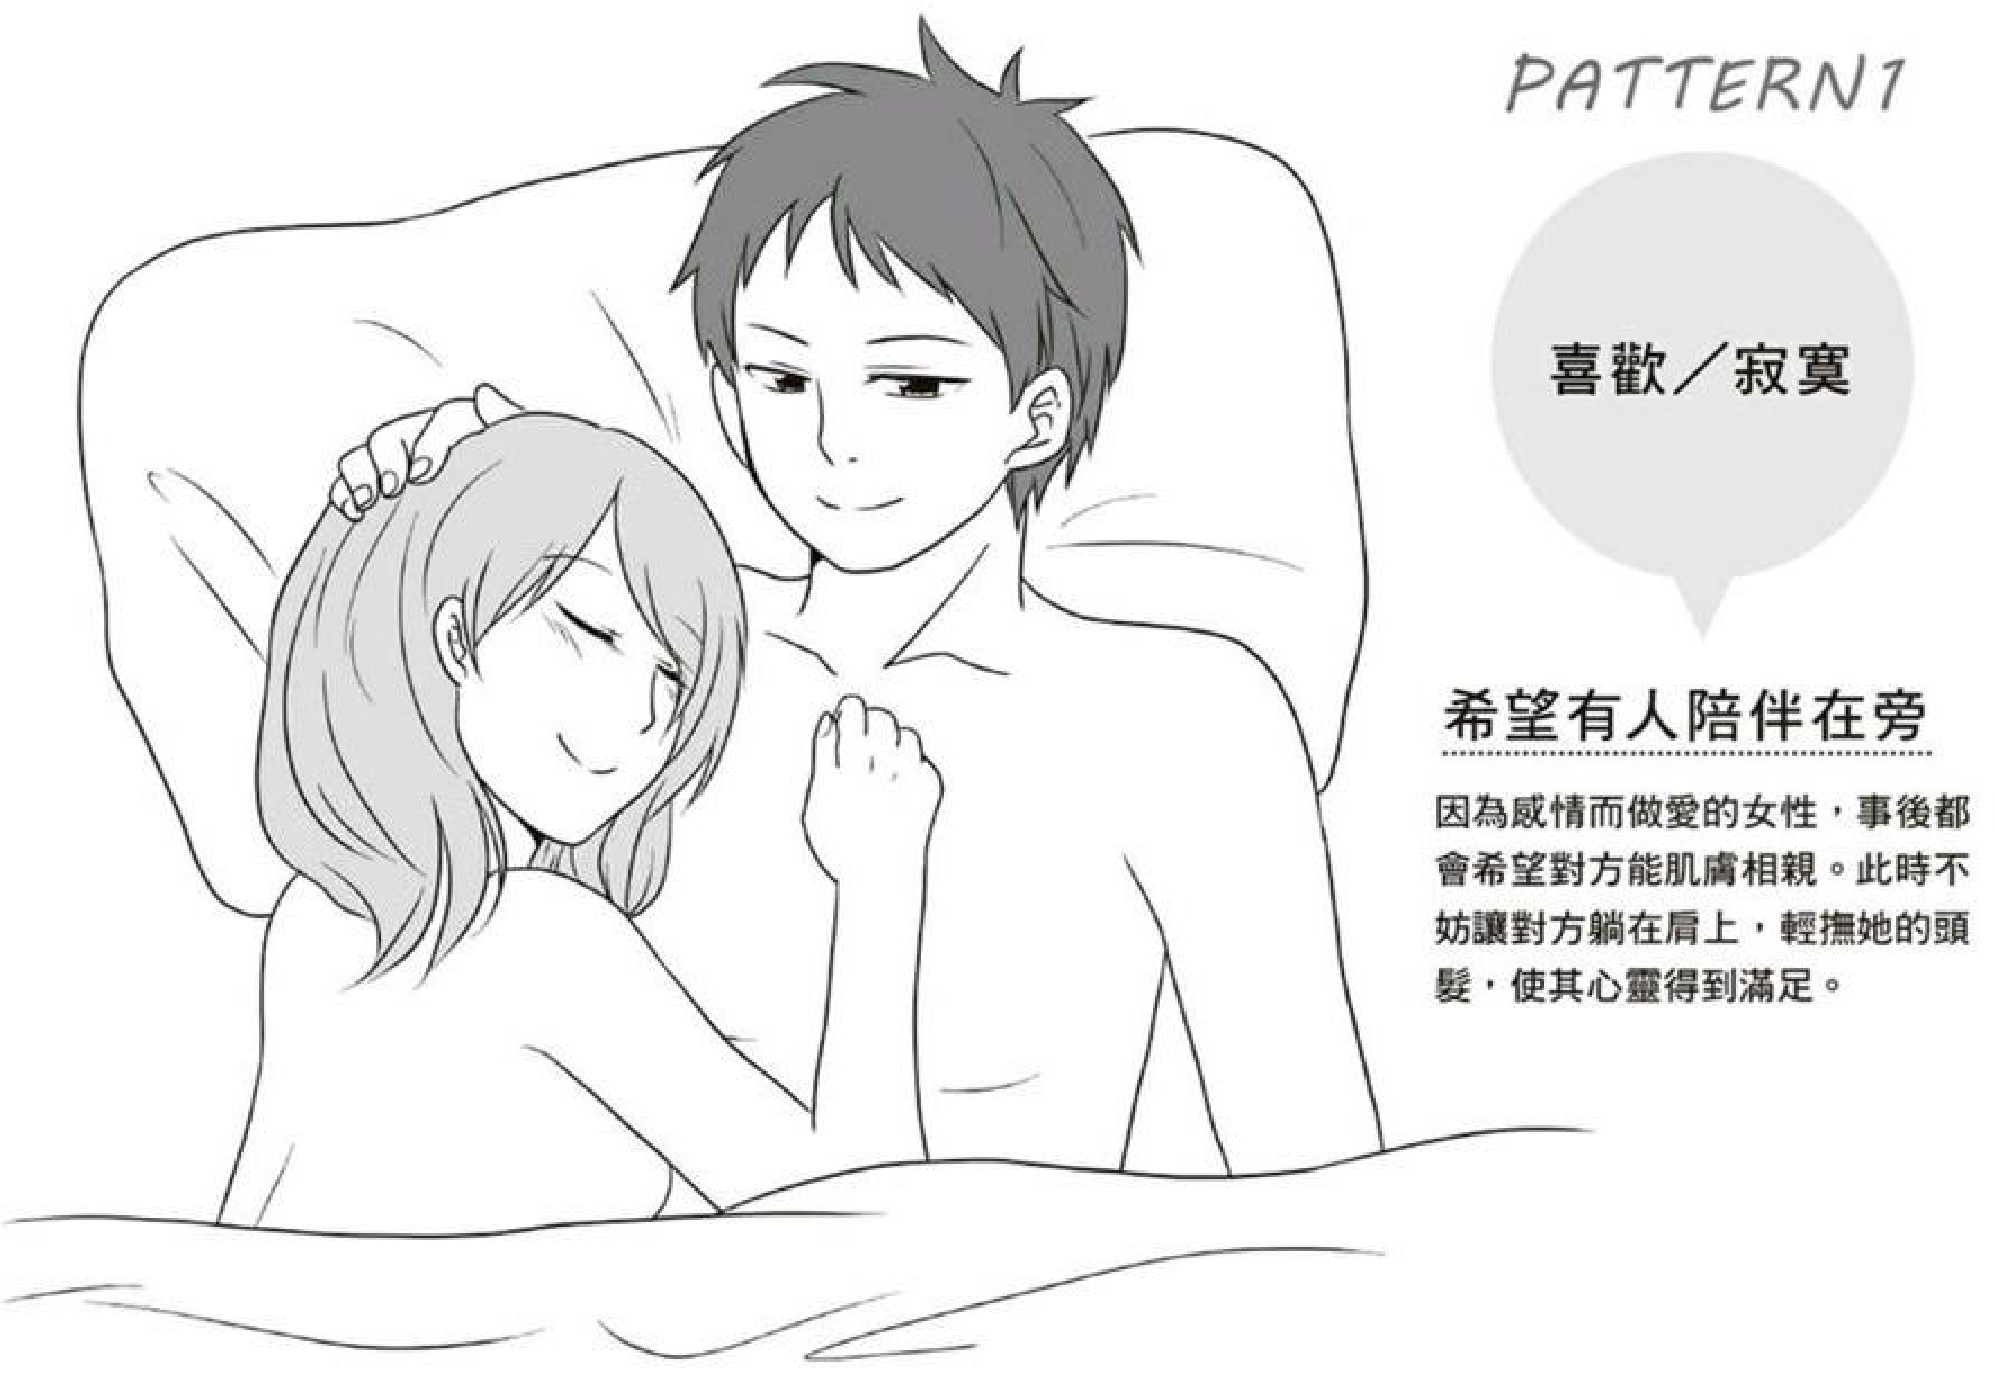 PATTERN1
喜歡／寂寞
希望有人陪伴在旁
因為感情而做愛的女性，事後都
會希望對方能肌膚相親。此時不
妨讓對方躺在肩上，輕撫她的頭
髮，使其心靈得到滿足。